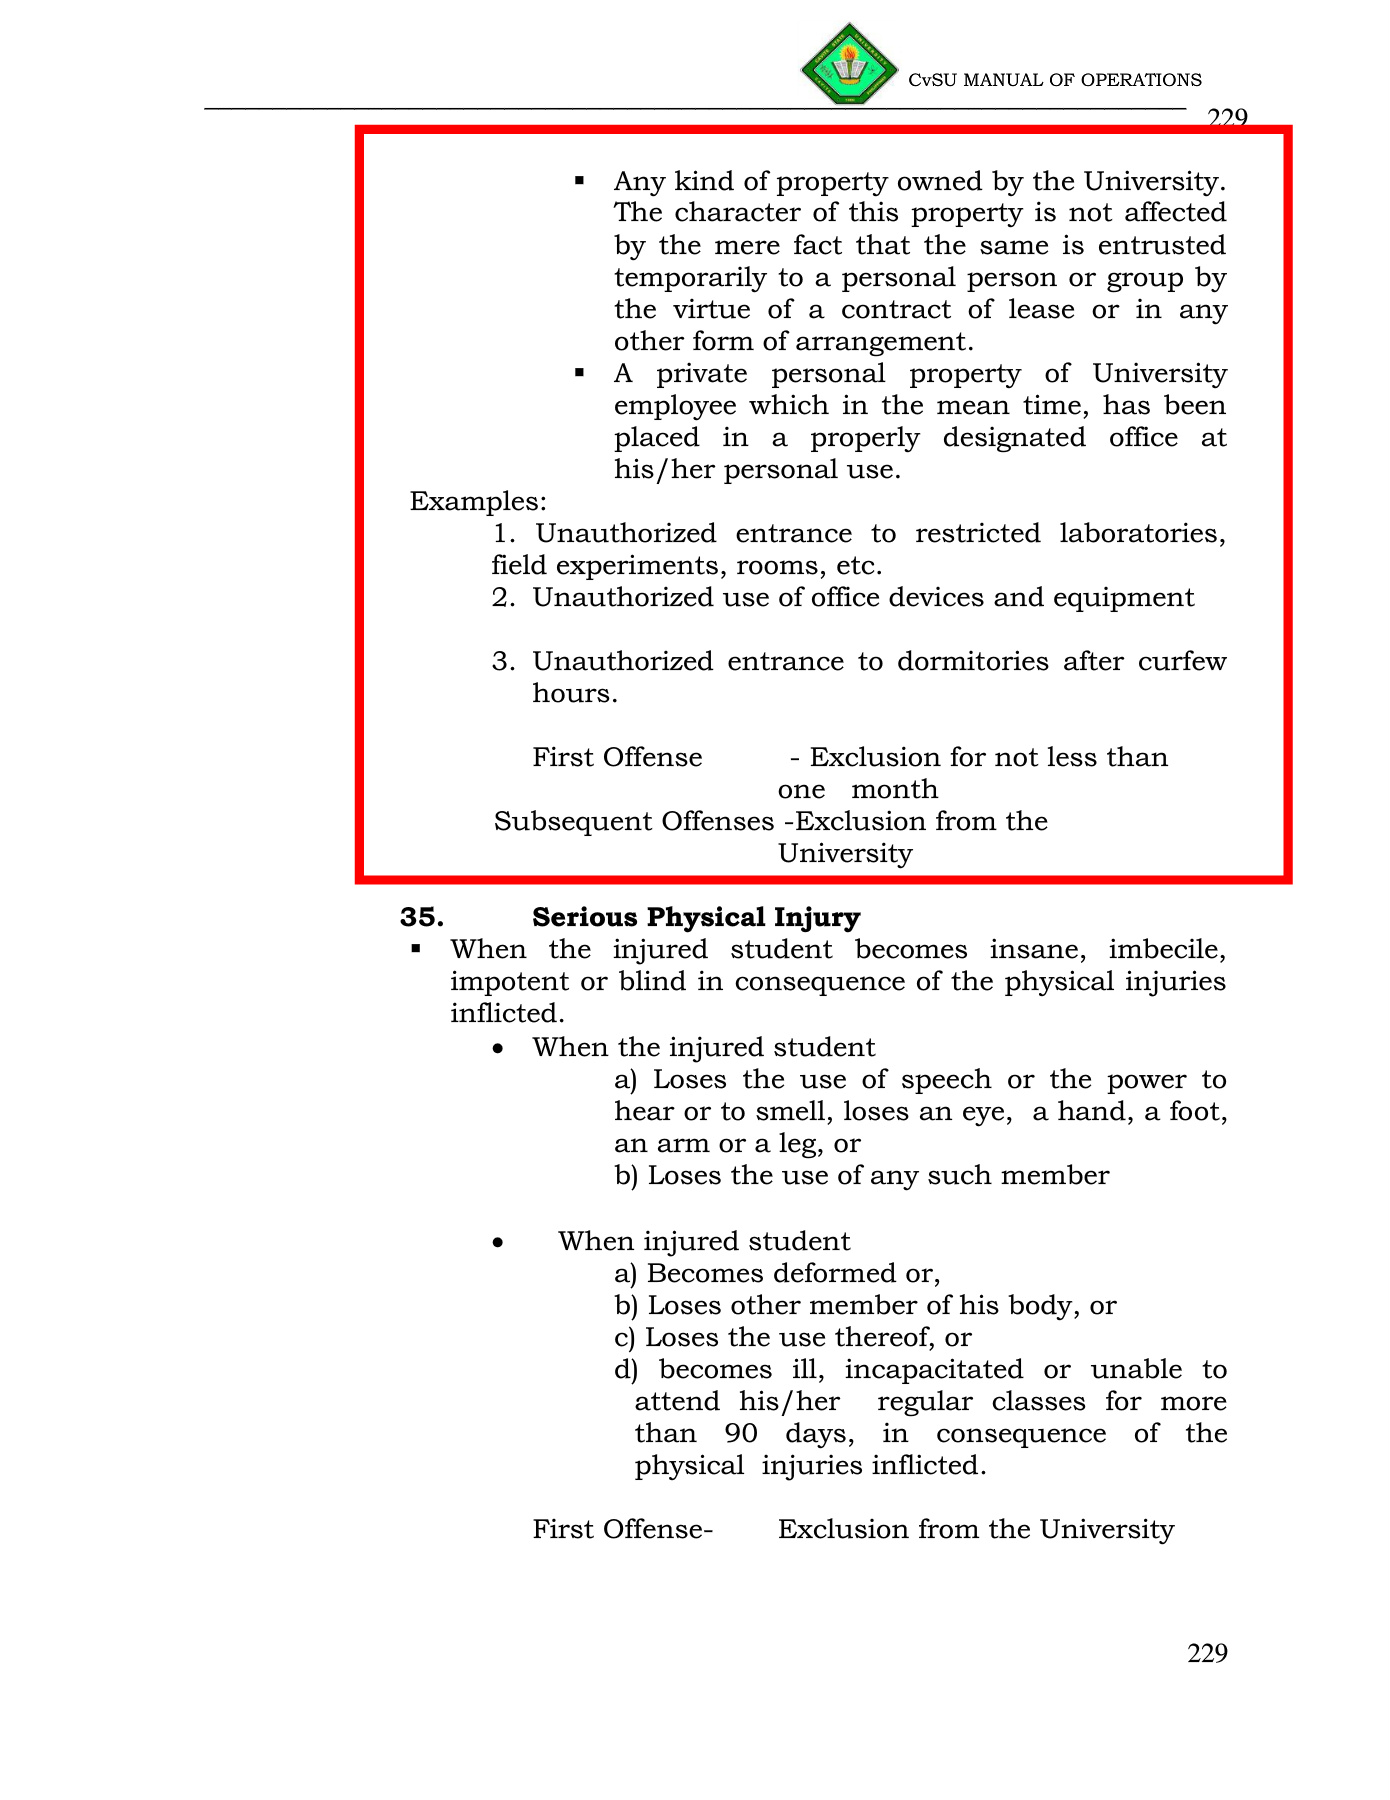 CvSU MANUAL OF OPERATIONS
229
▪ Any kind of property owned by the University.
The character of this property is not affected
by the mere fact that the same is entrusted
temporarily to a personal person or group by
the virtue of a contract of lease or in any
other form of arrangement.
▪ A private personal property of University
employee which in the mean time, has been
placed in a properly designated office at
his/her personal use.
Examples:
1. Unauthorized entrance to restricted laboratories,
field experiments, rooms, etc.
2. Unauthorized use of office devices and equipment
3. Unauthorized entrance to dormitories after curfew
hours.
First Offense - Exclusion for not less than
one month
Subsequent Offenses -Exclusion from the
University
35. Serious Physical Injury
▪ When the injured student becomes insane, imbecile,
impotent or blind in consequence of the physical injuries
inflicted.
• When the injured student
a) Loses the use of speech or the power to
hear or to smell, loses an eye, a hand, a foot,
an arm or a leg, or
b) Loses the use of any such member
• When injured student
a) Becomes deformed or,
b) Loses other member of his body, or
c) Loses the use thereof, or
d) becomes ill, incapacitated or unable to
attend his/her regular classes for more
than 90 days, in consequence of the
physical injuries inflicted.
First Offense- Exclusion from the University
229